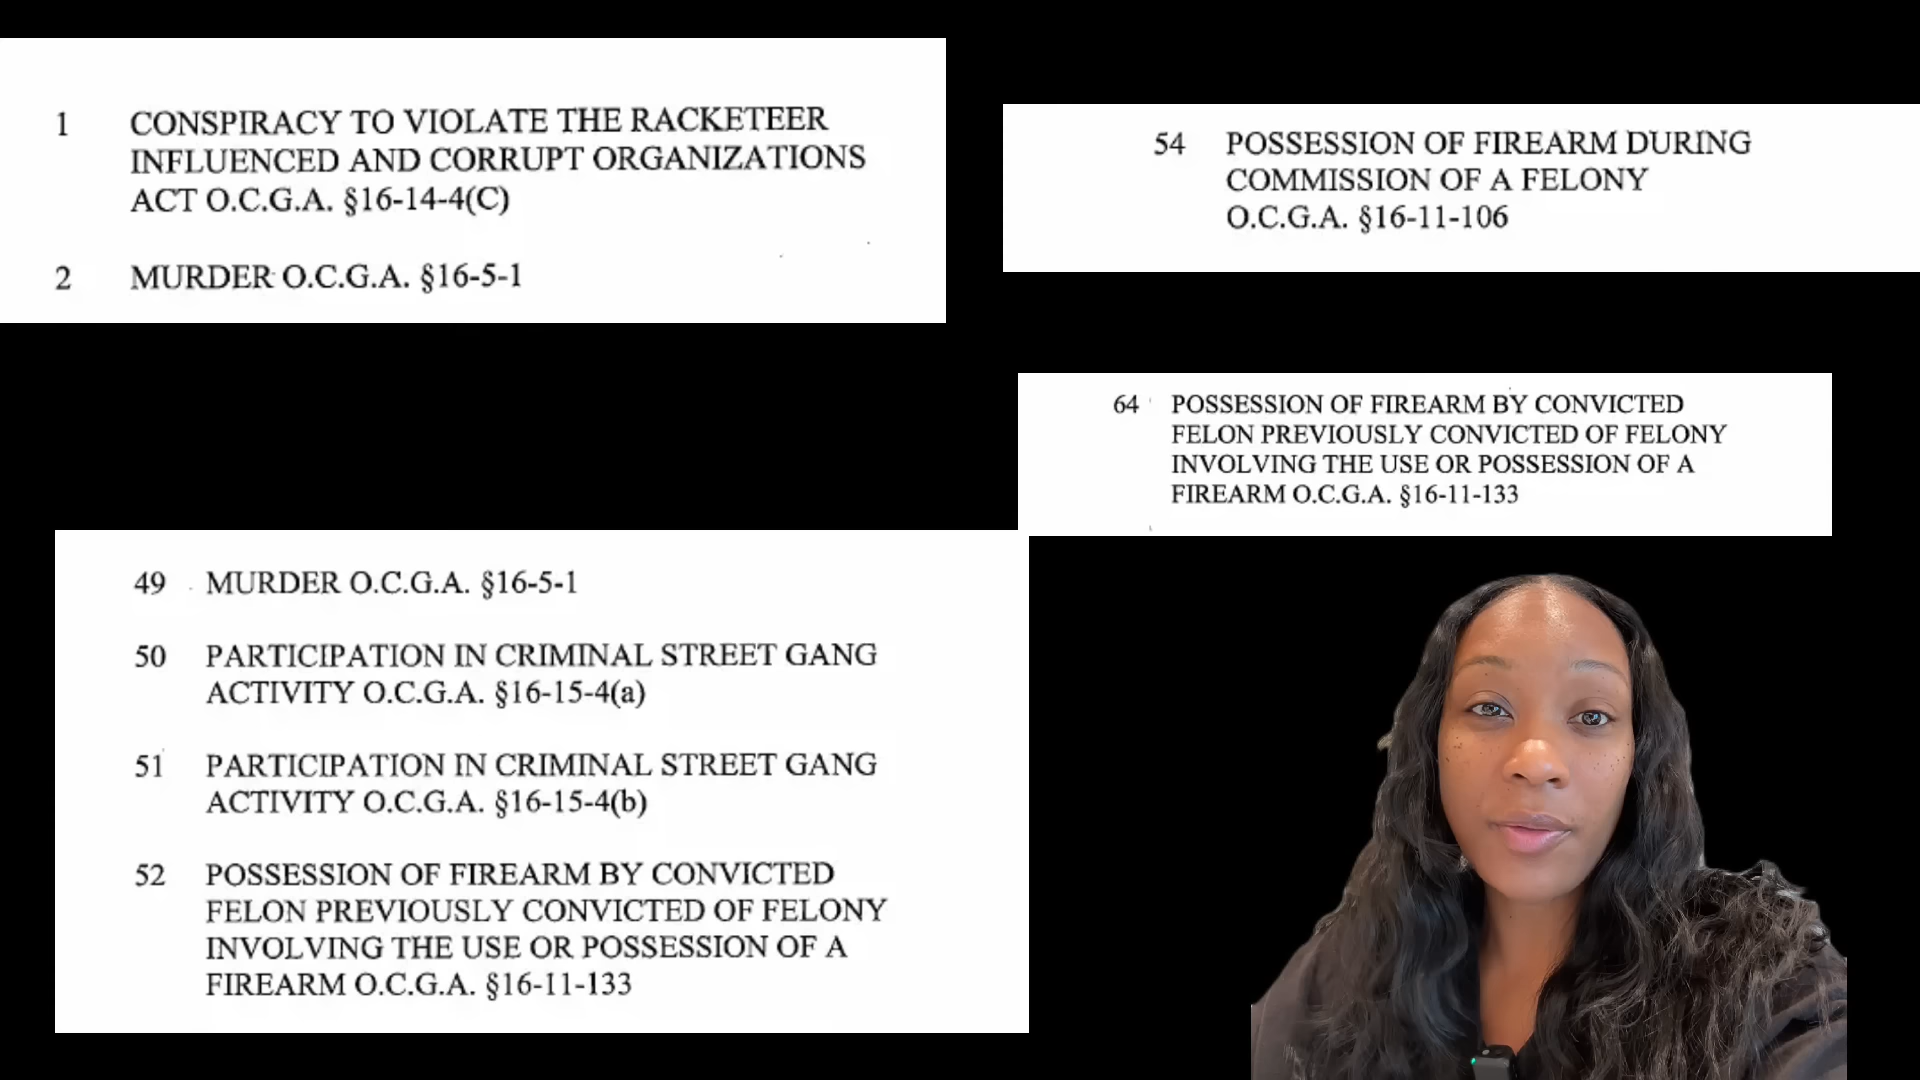 1 CONSPIRACY TO VIOLATE THE RACKETEER
INFLUENCED AND CORRUPT ORGANIZATIONS
ACT O.C.G.A. §16-14-4(C)
2 MURDER O.C.G.A. §16-5-1
54 POSSESSION OF FIREARM DURING
COMMISSION OF A FELONY
O.C.G.A. §16-11-106
64 POSSESSION OF FIREARM BY CONVICTED
FELON PREVIOUSLY CONVICTED OF FELONY
INVOLVING THE USE OR POSSESSION OF A
FIREARM O.C.G.A. §16-11-133
49 MURDER O.C.G.A. §16-5-1
50 PARTICIPATION IN CRIMINAL STREET GANG
ACTIVITY O.C.G.A. §16-15-4(a)
51 PARTICIPATION IN CRIMINAL STREET GANG
ACTIVITY O.C.G.A. §16-15-4(b)
52 POSSESSION OF FIREARM BY CONVICTED
FELON PREVIOUSLY CONVICTED OF FELONY
INVOLVING THE USE OR POSSESSION OF A
FIREARM O.C.G.A. §16-11-133